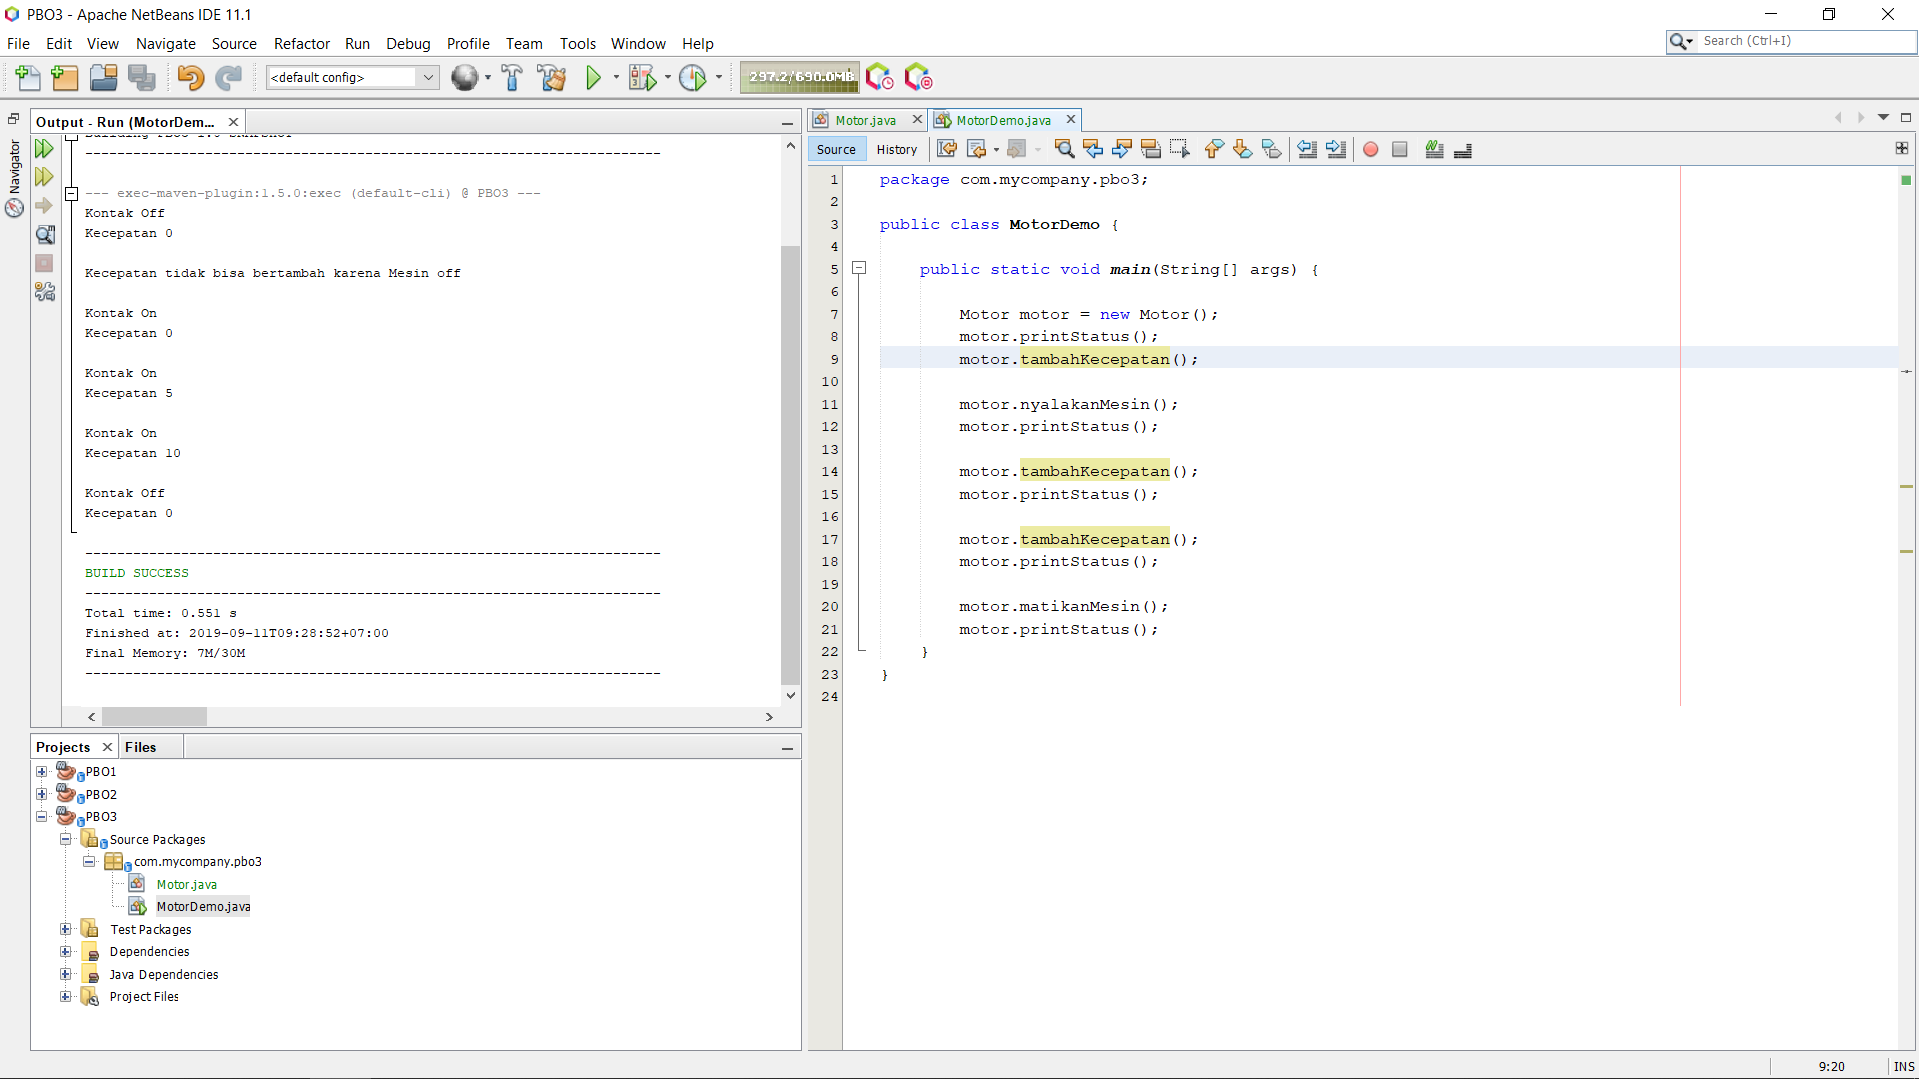 PBO3 - Apache NetBeans IDE 11.1
File Edit View Navigate Source Refactor Run Debug Profile Team Tools Window Help
Search (Ctrl+I)
<default config>
297.2/690.0MB
Navigator
Output - Run (MotorDem...
--- exec-maven-plugin:1.5.0:exec (default-cli) @ PBO3 ---
Kontak Off
Kecepatan 0
Kecepatan tidak bisa bertambah karena Mesin off
Kontak On
Kecepatan 0
Kontak On
Kecepatan 5
Kontak On
Kecepatan 10
Kontak Off
Kecepatan 0
------------------------------------------------------------------------
BUILD SUCCESS
------------------------------------------------------------------------
Total time: 0.551 s
Finished at: 2019-09-11T09:28:52+07:00
Final Memory: 7M/30M
------------------------------------------------------------------------
Projects Files
PBO1
PBO2
PBO3
Source Packages
com.mycompany.pbo3
Motor.java
MotorDemo.java
Test Packages
Dependencies
Java Dependencies
Project Files
Motor.java MotorDemo.java
Source History
1 package com.mycompany.pbo3;
2
3 public class MotorDemo {
4
5 public static void main(String[] args) {
6
7 Motor motor = new Motor();
8 motor.printStatus();
9 motor.tambahKecepatan();
10
11 motor.nyalakanMesin();
12 motor.printStatus();
13
14 motor.tambahKecepatan();
15 motor.printStatus();
16
17 motor.tambahKecepatan();
18 motor.printStatus();
19
20 motor.matikanMesin();
21 motor.printStatus();
22 }
23 }
24
9:20 INS